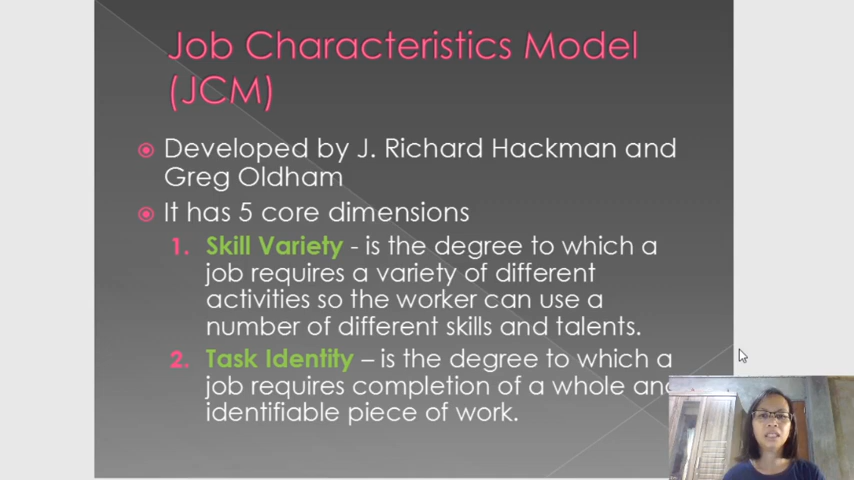 Job Characteristics Model
(JCM)
Developed by J. Richard Hackman and
Greg Oldham
It has 5 core dimensions
1. Skill Variety - is the degree to which a
job requires a variety of different
activities so the worker can use a
number of different skills and talents.
2. Task Identity – is the degree to which a
job requires completion of a whole and
identifiable piece of work.